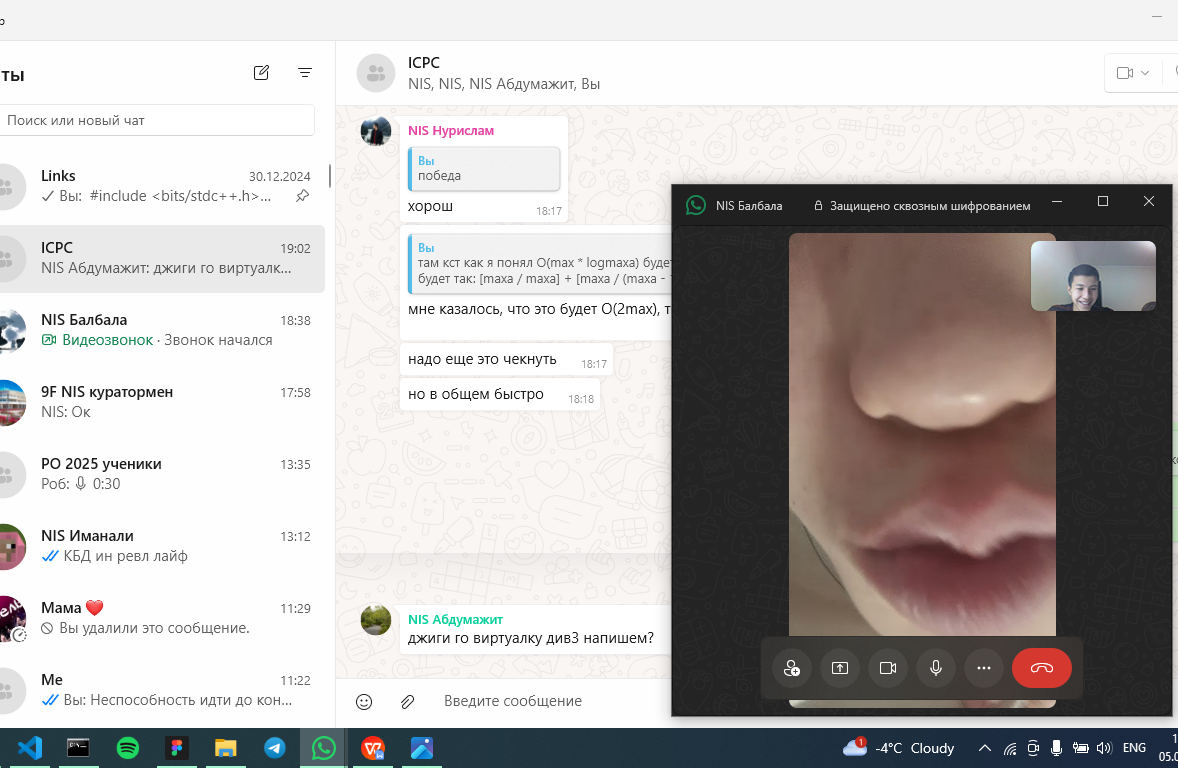 ты
Поиск или новый чат
Links
30.12.2024
Вы: #include <bits/stdc++.h>...
ICPC
19:02
NIS Абдумажит: джиги го виртуалк...
NIS Балбала
18:38
Видеозвонок · Звонок начался
9F NIS кураtормен
17:58
NIS: Ок
РО 2025 ученики
13:35
Роб: 0:30
NIS Иманали
13:12
КБД ин ревл лайф
Мама ❤️
11:29
Вы удалили это сообщение.
Me
11:22
Вы: Неспособность идти до кон...
ICPC
NIS, NIS, NIS Абдумажит, Вы
NIS Нурислам
Вы
победа
хорош
18:17
Вы
там кст как я понял O(max * logmaxa) буде
будет так: [maxa / maxa] + [maxa / (maxa -
мне казалось, что это будет O(2max), т
надо еще это чекнуть
18:17
но в общем быстро
18:18
NIS Абдумажит
джиги го виртуалку див3 напишем?
Введите сообщение
NIS Балбала
Защищено сквозным шифрованием
1
-4°C Cloudy
ENG
05.0